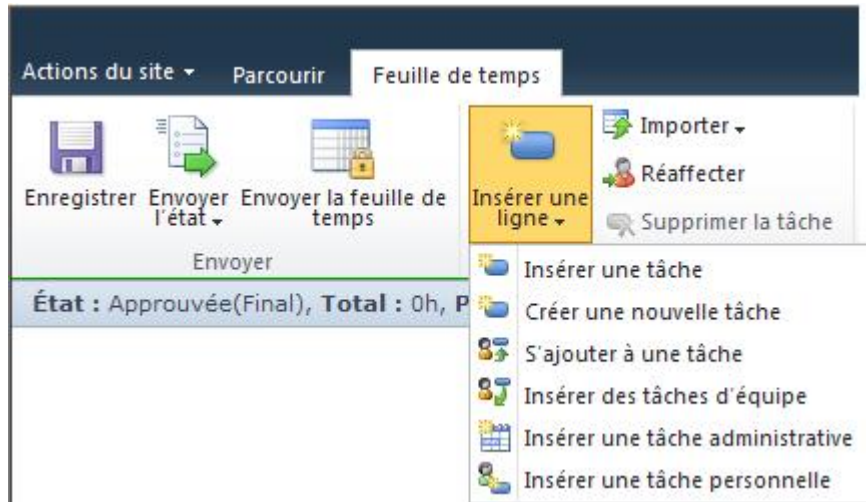 Actions du site
Parcourir
Feuille de temps
Enregistrer
Envoyer
l'état
Envoyer la feuille de
temps
Envoyer
Insérer une
ligne
Importer
Réaffecter
Supprimer la tâche
État : Approuvée(Final), Total : 0h, P
Insérer une tâche
Créer une nouvelle tâche
S'ajouter à une tâche
Insérer des tâches d'équipe
Insérer une tâche administrative
Insérer une tâche personnelle